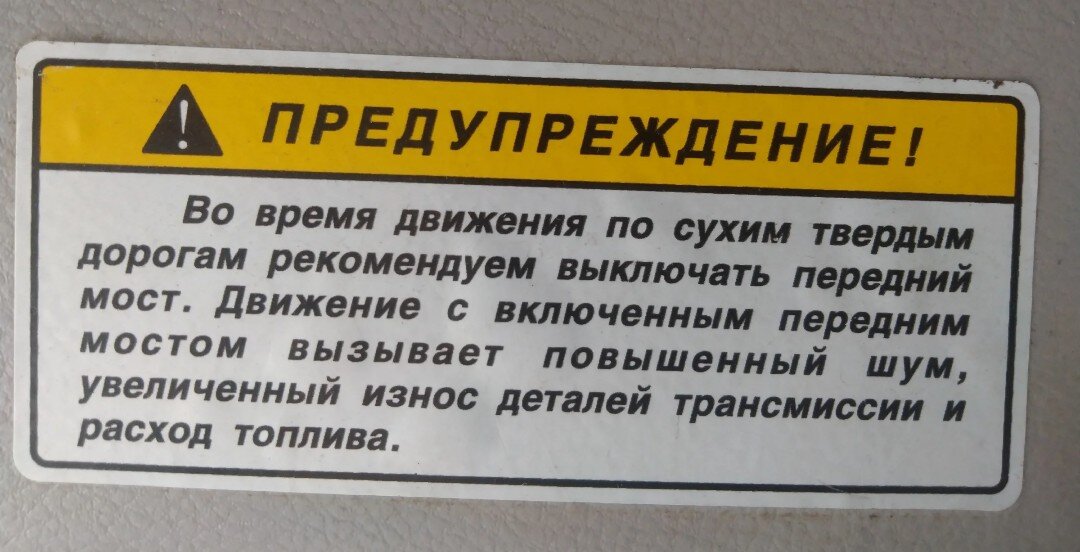 ПРЕДУПРЕЖДЕНИЕ!
Во время движения по сухим твердым
дорогам рекомендуем выключать передний
мост. Движение с включенным передним
мостом вызывает повышенный шум,
увеличенный износ деталей трансмиссии и
расход топлива.